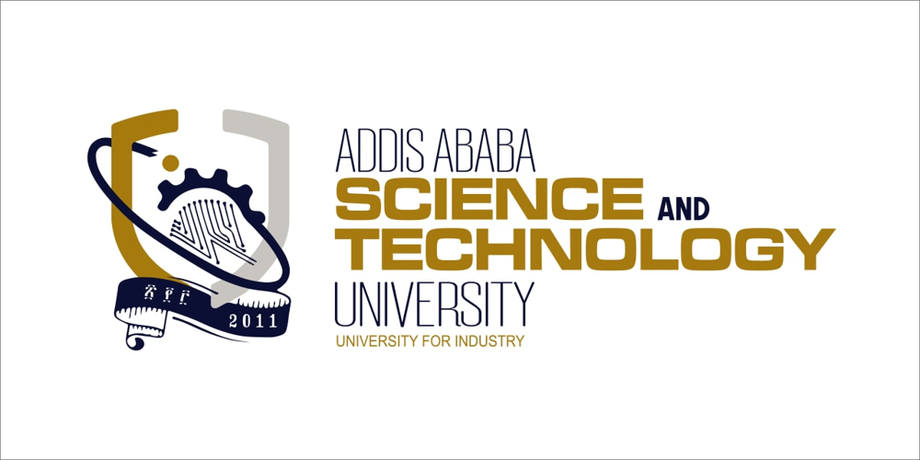 ADDIS ABABA
SCIENCE AND
TECHNOLOGY
UNIVERSITY
UNIVERSITY FOR INDUSTRY
2011